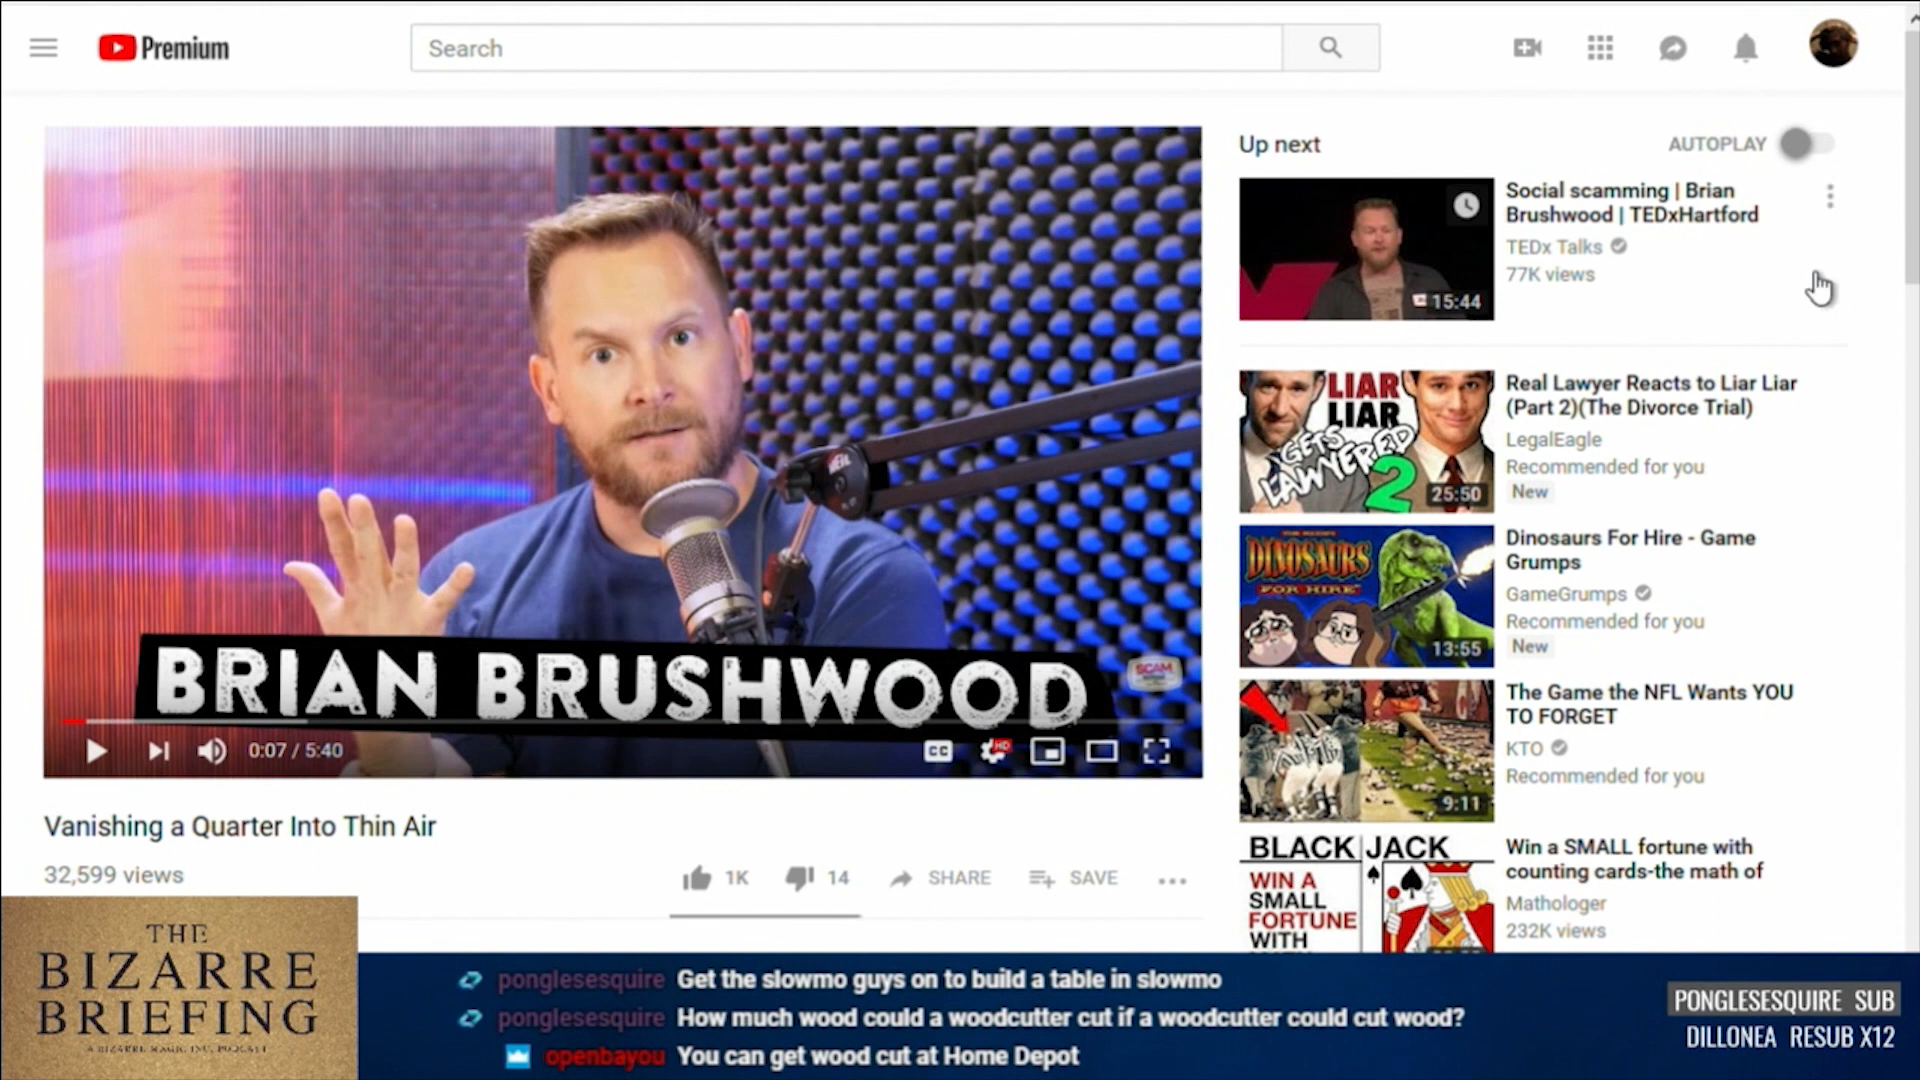 Premium
Search
BRIAN BRUSHWOOD
SCAM
0:07 / 5:40
CC
HD
Vanishing a Quarter Into Thin Air
32,599 views
1K
14
SHARE
SAVE
Up next
AUTOPLAY
15:44
Social scamming | Brian
Brushwood | TEDxHartford
TEDx Talks
77K views
LIAR
LIAR
GETS
LAWYERED
2
25:50
Real Lawyer Reacts to Liar Liar
(Part 2)(The Divorce Trial)
LegalEagle
Recommended for you
New
DINOSAURS
FOR HIRE
13:55
Dinosaurs For Hire - Game
Grumps
GameGrumps
Recommended for you
New
9:11
The Game the NFL Wants YOU
TO FORGET
KTO
Recommended for you
BLACK JACK
WIN A
SMALL
FORTUNE
WITH
Win a SMALL fortune with
counting cards-the math of
Mathologer
232K views
THE
BIZARRE
BRIEFING
A BIZARRE MAGIC, INC. PODCAST
ponglesesquire Get the slowmo guys on to build a table in slowmo
ponglesesquire How much wood could a woodcutter cut if a woodcutter could cut wood?
openbayou You can get wood cut at Home Depot
PONGLESESQUIRE SUB
DILLONEA RESUB X12